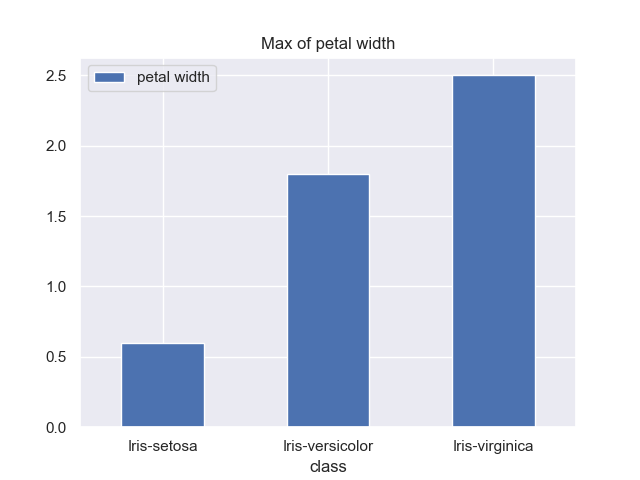 Max of petal width
petal width
2.5
2.0
1.5
1.0
0.5
0.0
Iris-setosa Iris-versicolor Iris-virginica
class